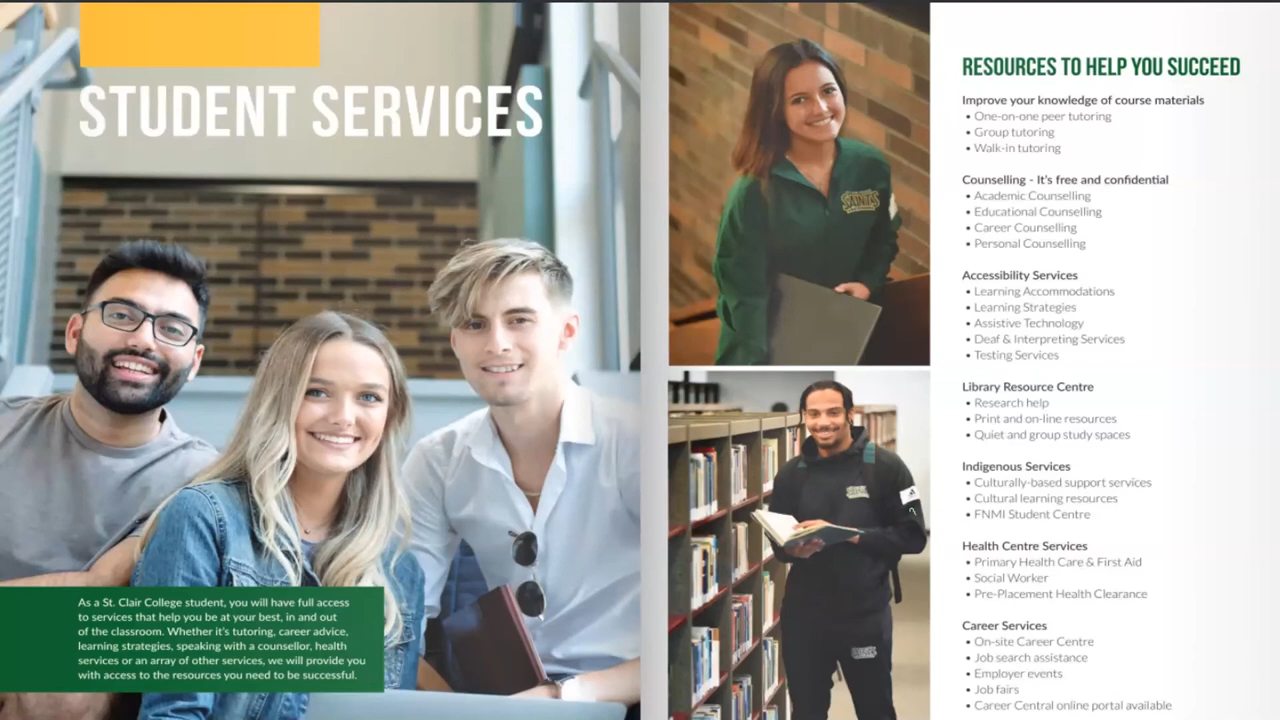 STUDENT SERVICES
As a St. Clair College student, you will have full access
to services that help you be at your best, in and out
of the classroom. Whether it's tutoring, career advice,
learning strategies, speaking with a counsellor, health
services or an array of other services, we will provide you
with access to the resources you need to be successful.
SAINTS
RESOURCES TO HELP YOU SUCCEED
Improve your knowledge of course materials
• One-on-one peer tutoring
• Group tutoring
• Walk-in tutoring
Counselling - It's free and confidential
• Academic Counselling
• Educational Counselling
• Career Counselling
• Personal Counselling
Accessibility Services
• Learning Accommodations
• Learning Strategies
• Assistive Technology
• Deaf & Interpreting Services
• Testing Services
Library Resource Centre
• Research help
• Print and on-line resources
• Quiet and group study spaces
Indigenous Services
• Culturally-based support services
• Cultural learning resources
• FNMI Student Centre
Health Centre Services
• Primary Health Care & First Aid
• Social Worker
• Pre-Placement Health Clearance
Career Services
• On-site Career Centre
• Job search assistance
• Employer events
• Job fairs
• Career Central online portal available